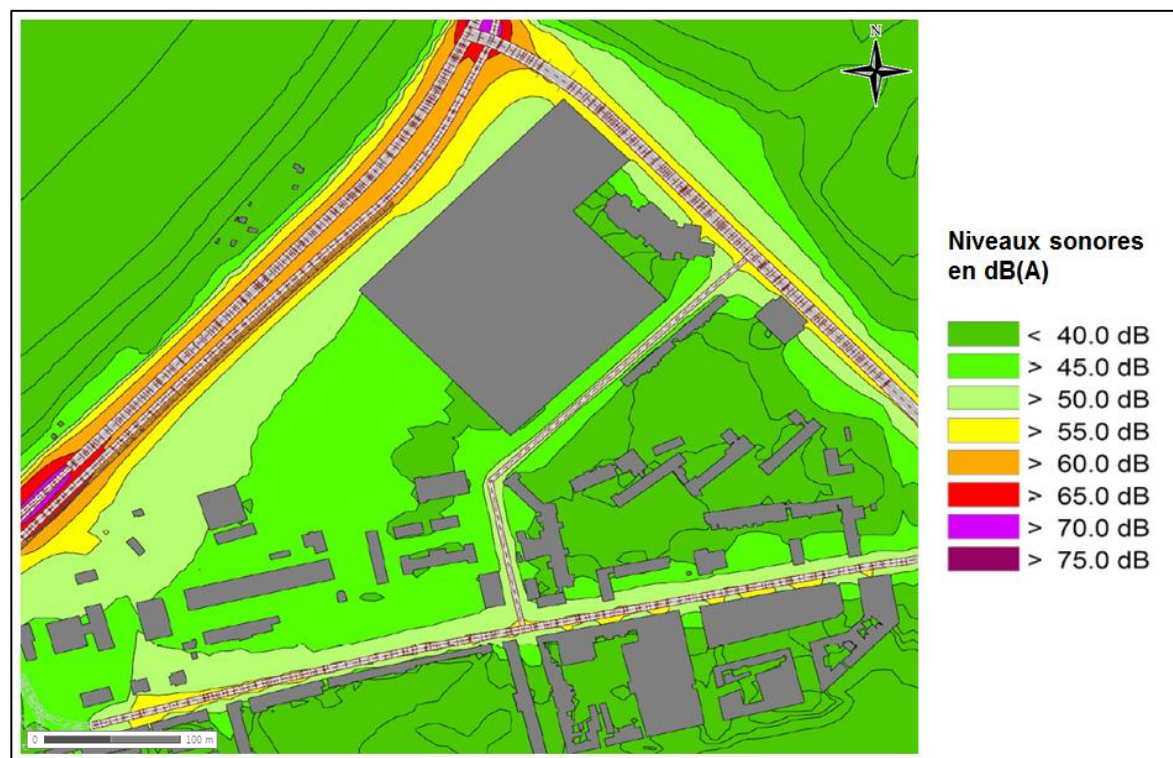 N
Niveaux sonores
en dB(A)
< 40.0 dB
> 45.0 dB
> 50.0 dB
> 55.0 dB
> 60.0 dB
> 65.0 dB
> 70.0 dB
> 75.0 dB
0 100 m